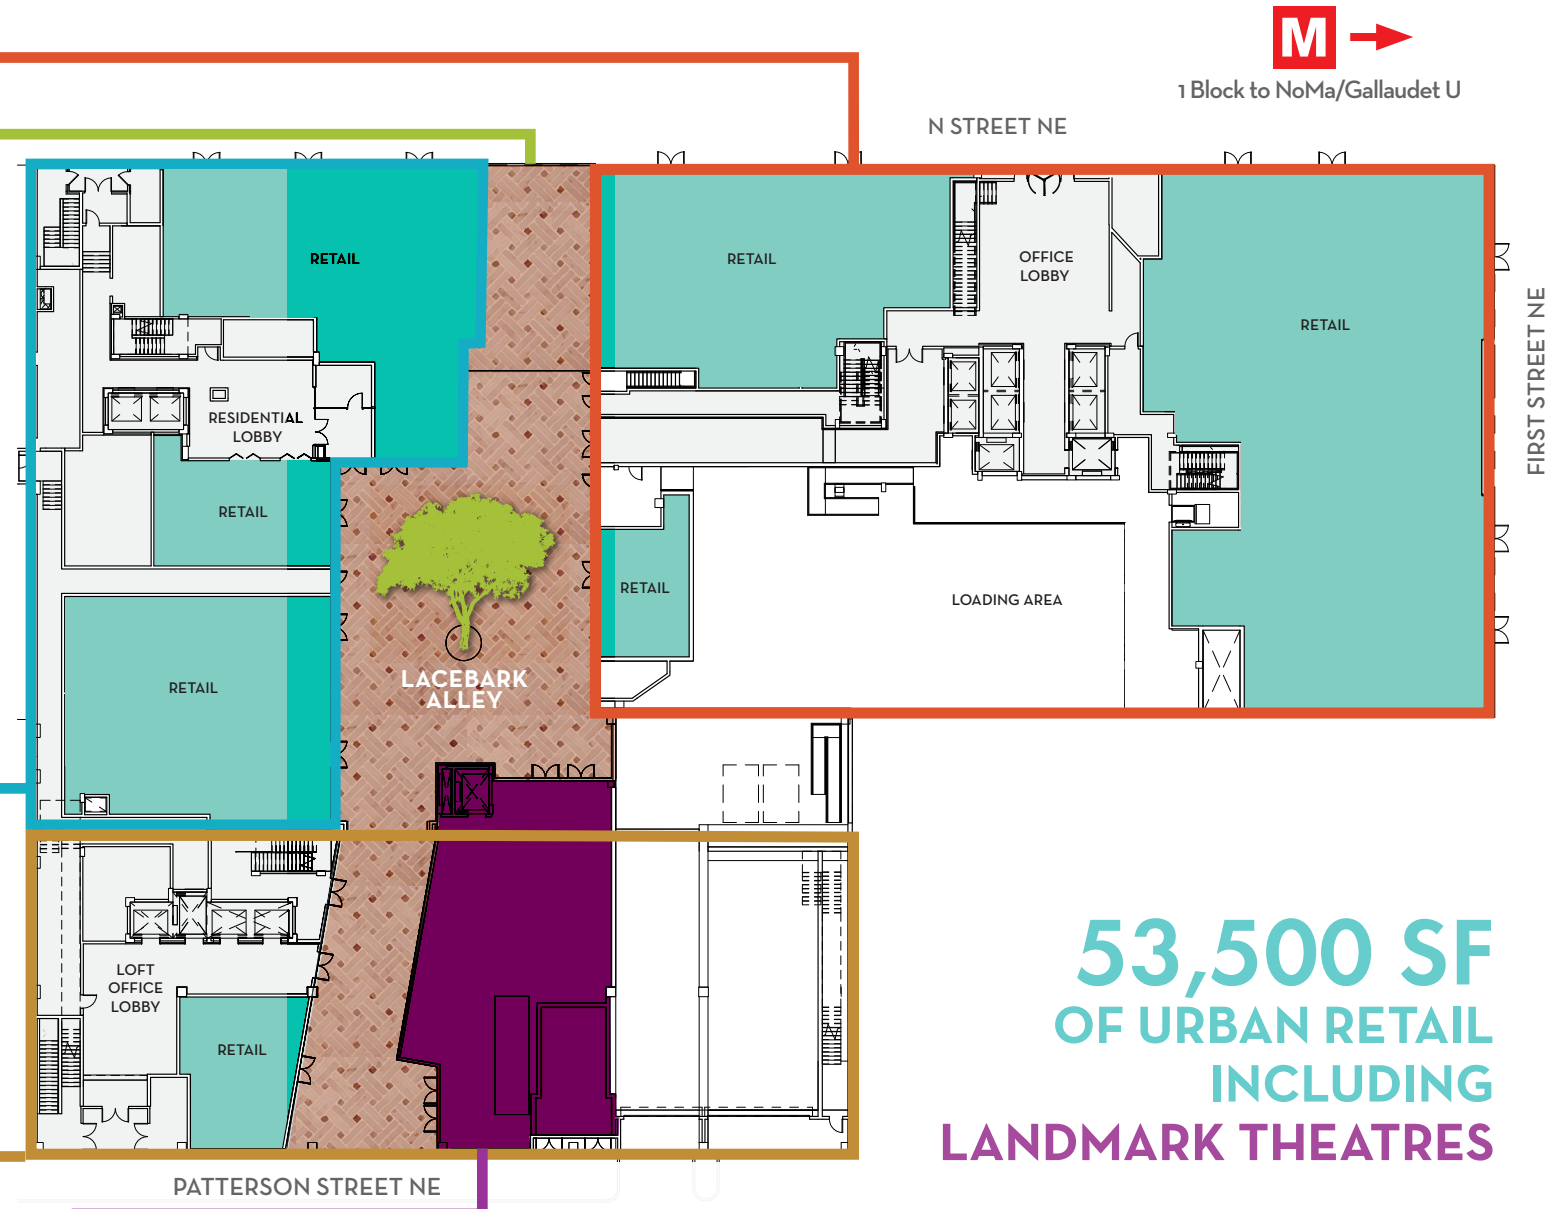 M
1 Block to NoMa/Gallaudet U
N STREET NE
RETAIL
RETAIL
OFFICE
LOBBY
RETAIL
FIRST STREET NE
RESIDENTIAL
LOBBY
RETAIL
RETAIL
LOADING AREA
RETAIL
LACEBARK
ALLEY
LOFT
OFFICE
LOBBY
RETAIL
53,500 SF
OF URBAN RETAIL
INCLUDING
LANDMARK THEATRES
PATTERSON STREET NE